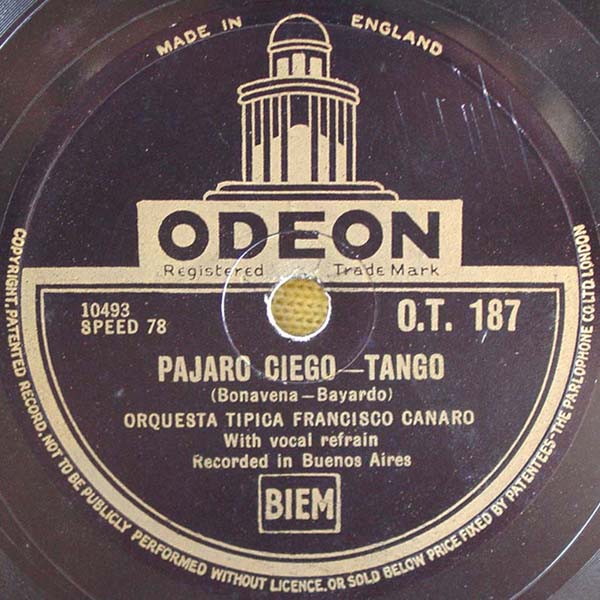 MADE IN ENGLAND
ODEON
Registered Trade Mark
10493
SPEED 78
O.T. 187
PAJARO CIEGO—TANGO
(Bonavena—Bayardo)
ORQUESTA TIPICA FRANCISCO CANARO
With vocal refrain
Recorded in Buenos Aires
BIEM
COPYRIGHT, PATENTED RECORD, NOT TO BE PUBLICLY PERFORMED WITHOUT LICENCE, OR SOLD BELOW PRICE FIXED BY PATENTEES-THE PARLOPHONE CO. LTD. LONDON